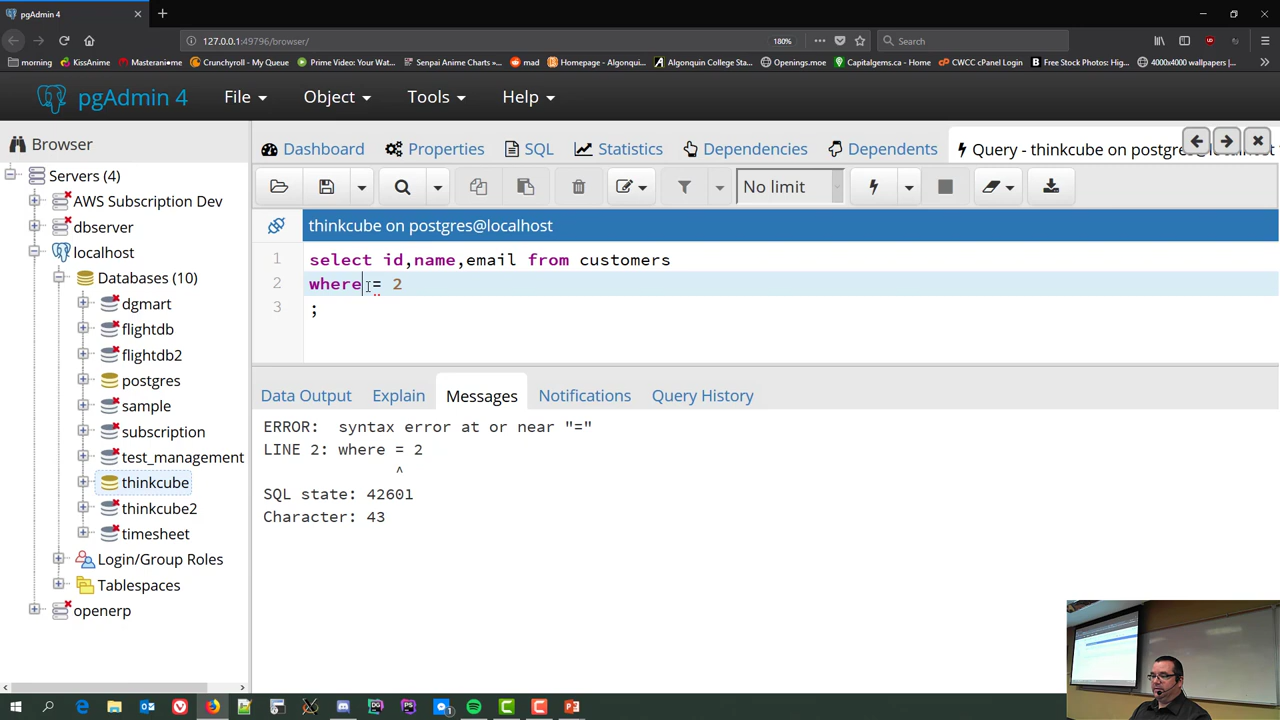 pgAdmin 4
127.0.0.1:49796/browser/
180%
Search
morning KissAnime Masterani•me Crunchyroll - My Queue Prime Video: Your Wat... Senpai Anime Charts ... mad Homepage - Algonqui... Algonquin College Sta... Openings.moe Capitalgems.ca - Home CWCC cPanel Login Free Stock Photos: Hig... 4000x4000 wallpapers (...
pgAdmin 4 File Object Tools Help
Browser
Dashboard Properties SQL Statistics Dependencies Dependents Query - thinkcube on postgres@localhost
Servers (4)
AWS Subscription Dev
dbserver
localhost
Databases (10)
dgmart
flightdb
flightdb2
postgres
sample
subscription
test_management
thinkcube
thinkcube2
timesheet
Login/Group Roles
Tablespaces
openerp
No limit
thinkcube on postgres@localhost
1 select id,name,email from customers
2 where = 2
3 ;
Data Output Explain Messages Notifications Query History
ERROR: syntax error at or near "="
LINE 2: where = 2
^
SQL state: 42601
Character: 43